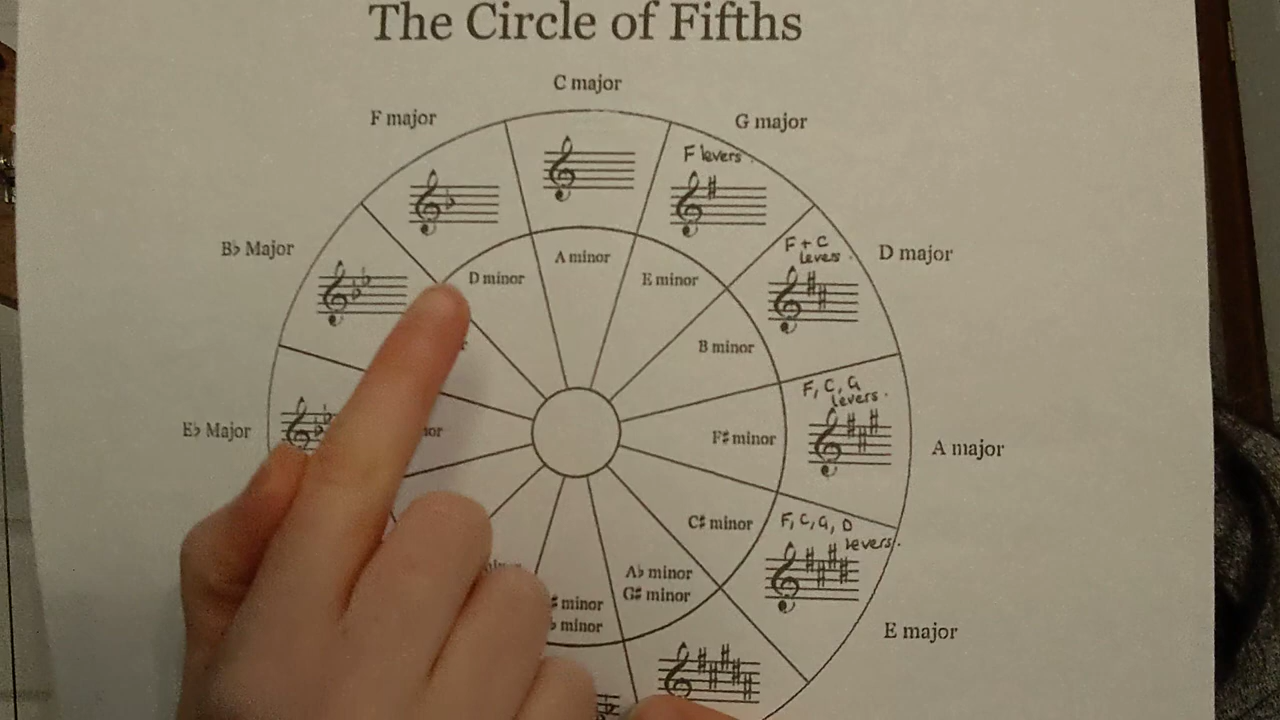 The Circle of Fifths
C major
F major
G major
F levers
B♭ Major
D major
F + C
levers
D minor
A minor
E minor
B minor
F, C, G
levers
E♭ Major
F♯ minor
A major
C♯ minor
F, C, G, D
levers
A♭ minor
G♯ minor
minor
minor
E major